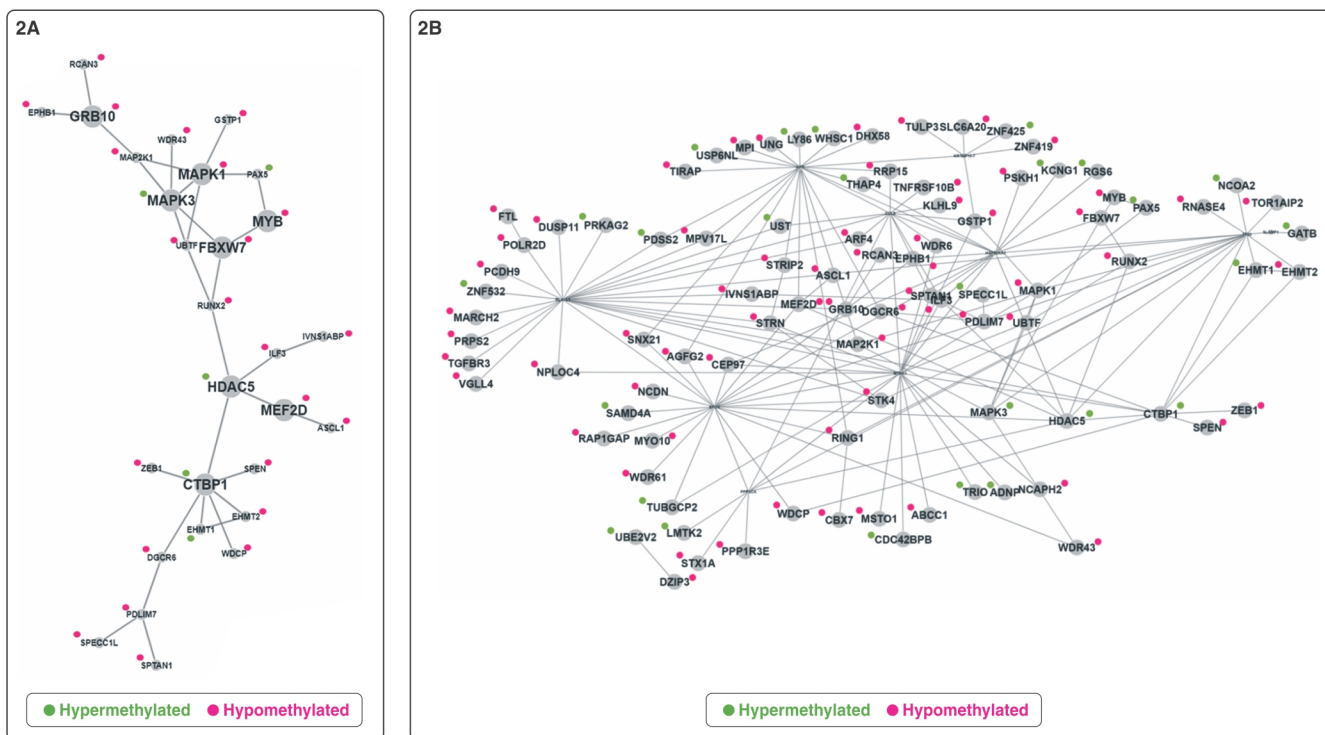 2A
RCAN3
EPHB1
GRB10
GSTP1
WDR43
MAP2K1
MAPK1
PAX5
MAPK3
MYB
UBTF
FBXW7
RUNX2
IVNS1ABP
ILF3
HDAC5
MEF2D
ASCL1
ZEB1
SPEN
CTBP1
EHMT2
EHMT1
WDCP
DGCR6
PDLIM7
SPECC1L
SPTAN1
Hypermethylated
Hypomethylated
2B
TULP3
SLC6A20
ZNF425
ZNF419
USP6NL
MPI
UNG
LY86
WHSC1
DHX58
TIRAP
RRP15
THAP4
TNFRSF10B
KLHL9
GSTP1
PSKH1
KCNG1
RGS6
MYB
PAX5
FBXW7
NCOA2
RNASE4
TOR1AIP2
GATB
EHMT1
EHMT2
RUNX2
FTL
DUSP11
PRKAG2
POLR2D
PDSS2
MPV17L
UST
ARF4
WDR6
RCAN3
EPHB1
PCDH9
ZNF532
STRIP2
ASCL1
IVNS1ABP
MEF2D
GRB10
DGCR6
SPTAN1
ILF3
SPECC1L
MAPK1
PDLIM7
UBTF
MARCH2
PRPS2
TGFBR3
VGLL4
STRN
SNX21
AGFG2
CEP97
MAP2K1
NPLOC4
NCDN
SAMD4A
STK4
MAPK3
HDAC5
CTBP1
ZEB1
SPEN
RAP1GAP
MYO10
RING1
WDR61
TUBGCP2
TRIO
ADNP
NCAPH2
WDCP
CBX7
MSTO1
ABCC1
UBE2V2
LMTK2
CDC42BPB
PPP1R3E
STX1A
DZIP3
WDR43
Hypermethylated
Hypomethylated